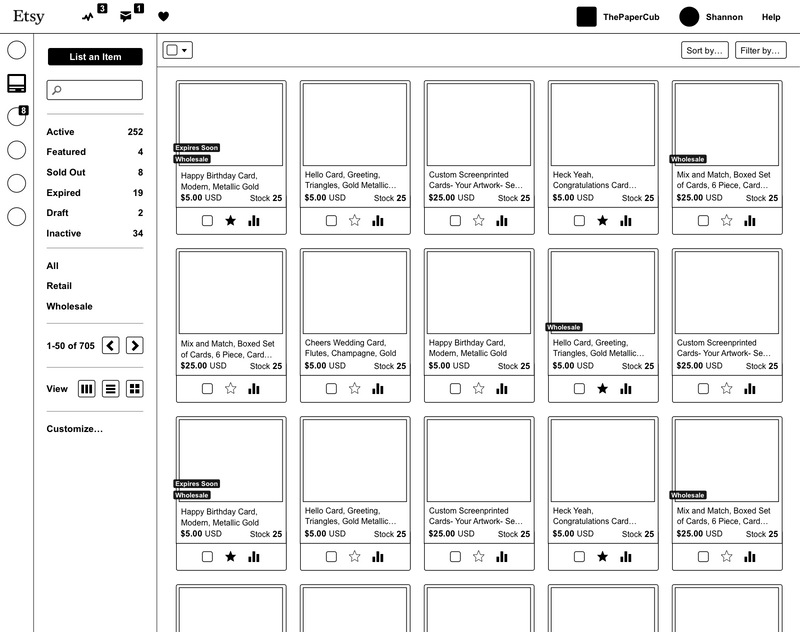 Etsy
3
1
ThePaperCub
Shannon
Help
List an Item
Sort by...
Filter by...
8
Active 252
Featured 4
Sold Out 8
Expired 19
Draft 2
Inactive 34
All
Retail
Wholesale
1-50 of 705
View
Customize...
Expires Soon
Wholesale
Happy Birthday Card,
Modern, Metallic Gold
$5.00 USD Stock 25
Hello Card, Greeting,
Triangles, Gold Metallic...
$5.00 USD Stock 25
Custom Screenprinted
Cards- Your Artwork- Se...
$25.00 USD Stock 25
Heck Yeah,
Congratulations Card...
$5.00 USD Stock 25
Wholesale
Mix and Match, Boxed Set
of Cards, 6 Piece, Card...
$25.00 USD Stock 25
Mix and Match, Boxed Set
of Cards, 6 Piece, Card...
$25.00 USD Stock 25
Cheers Wedding Card,
Flutes, Champagne, Gold
$5.00 USD Stock 25
Happy Birthday Card,
Modern, Metallic Gold
$5.00 USD Stock 25
Wholesale
Hello Card, Greeting,
Triangles, Gold Metallic...
$5.00 USD Stock 25
Custom Screenprinted
Cards- Your Artwork- Se...
$25.00 USD Stock 25
Expires Soon
Wholesale
Happy Birthday Card,
Modern, Metallic Gold
$5.00 USD Stock 25
Hello Card, Greeting,
Triangles, Gold Metallic...
$5.00 USD Stock 25
Custom Screenprinted
Cards- Your Artwork- Se...
$25.00 USD Stock 25
Heck Yeah,
Congratulations Card...
$5.00 USD Stock 25
Wholesale
Mix and Match, Boxed Set
of Cards, 6 Piece, Card...
$25.00 USD Stock 25